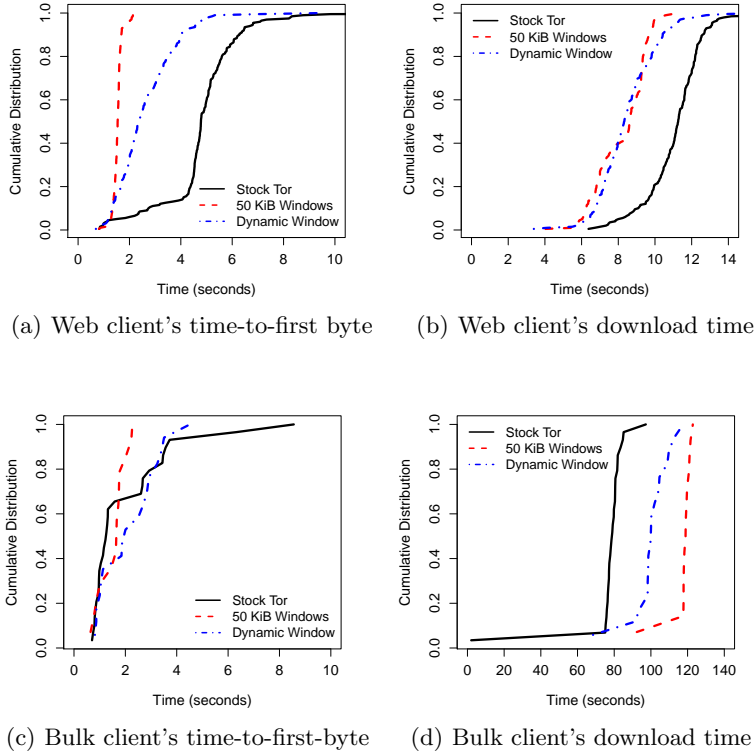 Cumulative Distribution
1.0
0.8
0.6
0.4
0.2
0.0
Stock Tor
50 KiB Windows
Dynamic Window
0 2 4 6 8 10
Time (seconds)
(a) Web client's time-to-first byte
Cumulative Distribution
1.0
0.8
0.6
0.4
0.2
0.0
Stock Tor
50 KiB Windows
Dynamic Window
0 2 4 6 8 10 12 14
Time (seconds)
(b) Web client's download time
Cumulative Distribution
1.0
0.8
0.6
0.4
0.2
0.0
Stock Tor
50 KiB Windows
Dynamic Window
0 2 4 6 8 10
Time (seconds)
(c) Bulk client's time-to-first-byte
Cumulative Distribution
1.0
0.8
0.6
0.4
0.2
0.0
Stock Tor
50 KiB Windows
Dynamic Window
0 20 40 60 80 100 120 140
Time (seconds)
(d) Bulk client's download time